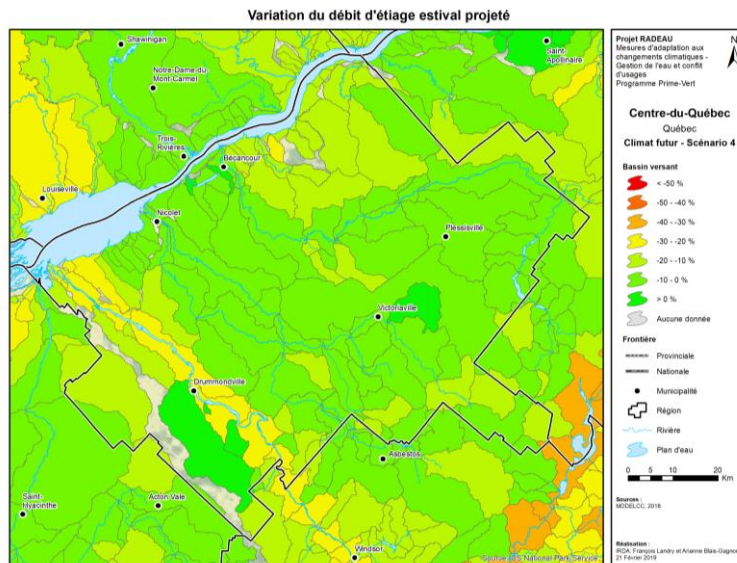 Variation du débit d'étiage estival projeté
Shawinigan
Notre-Dame du
Mont-Carmel
Trois-
Rivières
Bécancour
Louiseville
Nicolet
Saint-
Apollinaire
Plessisville
Victoriaville
Drummondville
Asbestos
Saint-
Hyacinthe
Acton Vale
Windsor
National Park Service
Projet RADEAU
Mesures d'adaptation aux
changements climatiques -
Gestion de l'eau et conflit
d'usages
Programme Prime-Vert
N
Centre-du-Québec
Québec
Climat futur - Scénario 4
Bassin versant
< -50 %
-50 - -40 %
-40 - -30 %
-30 - -20 %
-20 - -10 %
-10 - 0 %
> 0 %
Aucune donnée
Frontière
Provinciale
Nationale
Municipalité
Région
Rivière
Plan d'eau
0 5 10 20
Km
Sources :
MDDELCC, 2018
Réalisation :
IRDA, François Landry et Arianne Blais-Gagnon
21 Février 2019